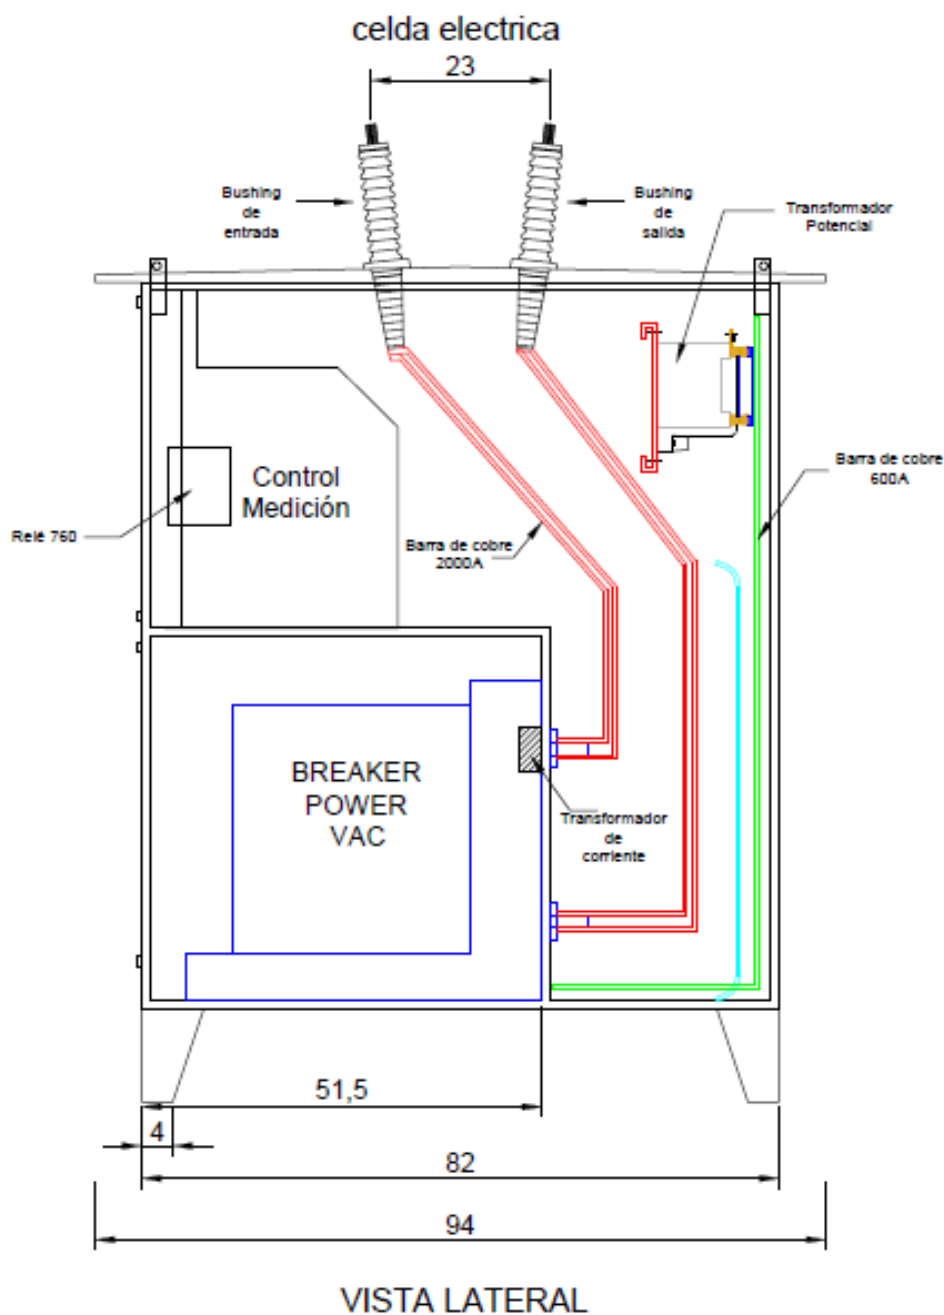 celda electrica
23
Bushing
de
entrada
Bushing
de
salida
Transformador
Potencial
Control
Medición
Relé 760
Barra de cobre
2000A
Barra de cobre
600A
BREAKER
POWER
VAC
Transformador
de
corriente
51,5
4
82
94
VISTA LATERAL